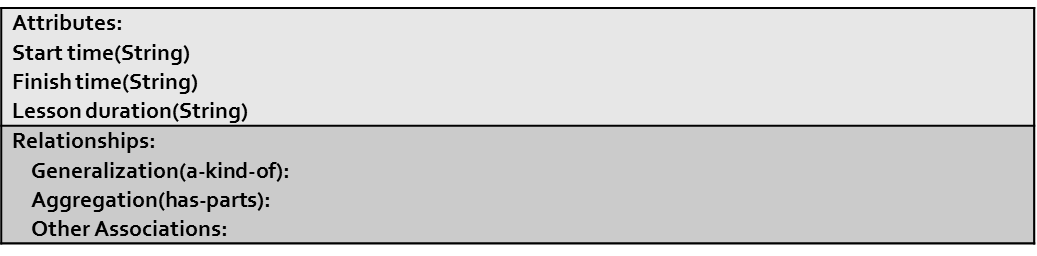 Attributes:
Start time(String)
Finish time(String)
Lesson duration(String)
Relationships:
Generalization(a-kind-of):
Aggregation(has-parts):
Other Associations: